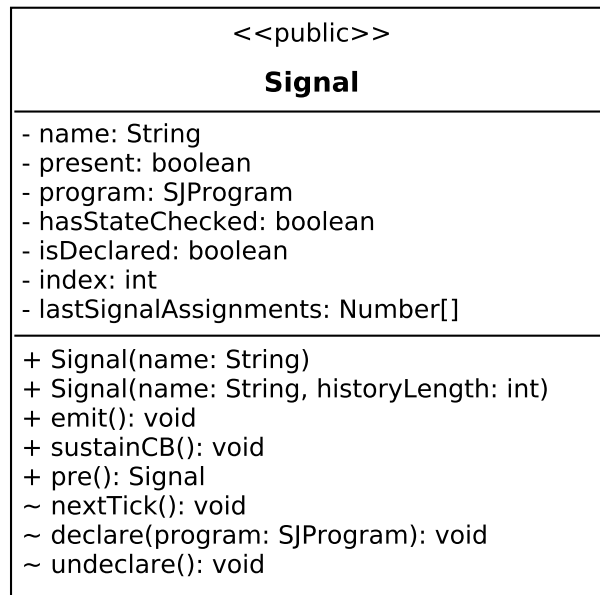 <<public>>
Signal
- name: String
- present: boolean
- program: SJProgram
- hasStateChecked: boolean
- isDeclared: boolean
- index: int
- lastSignalAssignments: Number[]
+ Signal(name: String)
+ Signal(name: String, historyLength: int)
+ emit(): void
+ sustainCB(): void
+ pre(): Signal
~ nextTick(): void
~ declare(program: SJProgram): void
~ undeclare(): void